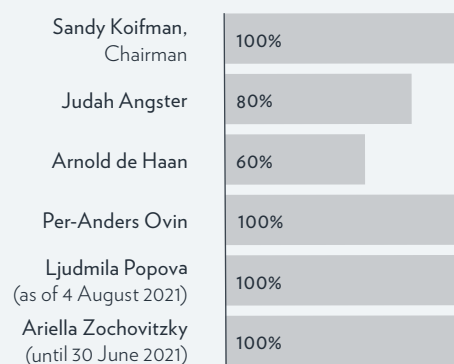 Sandy Koifman,
Chairman
100%
Judah Angster
80%
Arnold de Haan
60%
Per-Anders Ovin
100%
Ljudmila Popova
(as of 4 August 2021)
100%
Ariella Zochovitzky
(until 30 June 2021)
100%